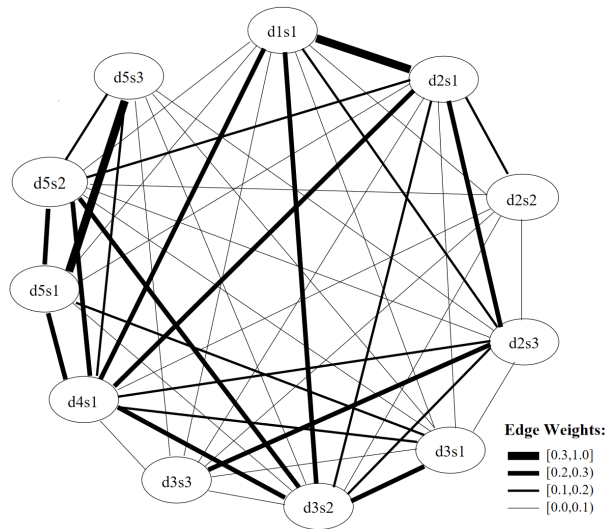 d1s1
d5s3
d2s1
d5s2
d2s2
d5s1
d2s3
d4s1
d3s1
d3s3
d3s2
Edge Weights:
[0.3,1.0]
[0.2,0.3)
[0.1,0.2)
[0.0,0.1)